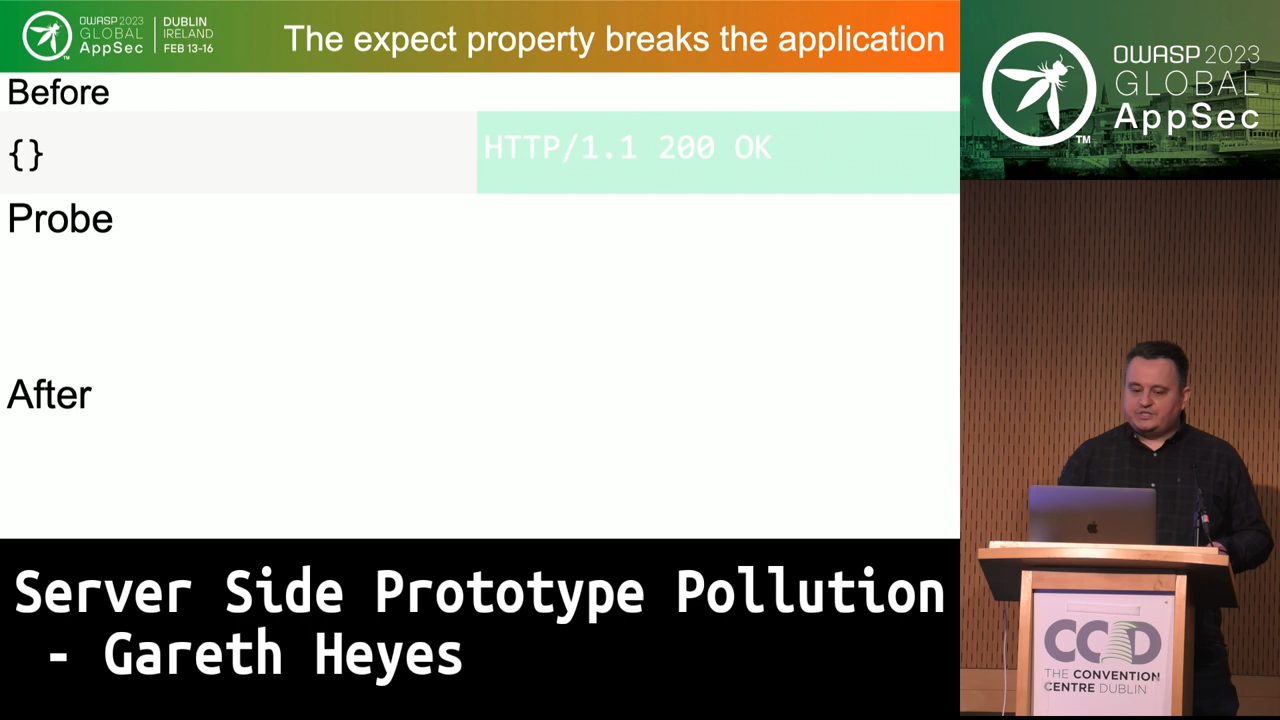 OWASP 2023
GLOBAL
AppSec
DUBLIN
IRELAND
FEB 13-16
TM
The expect property breaks the application
Before
{}
HTTP/1.1 200 OK
Probe
After
Server Side Prototype Pollution
- Gareth Heyes
OWASP 2023
GLOBAL
AppSec
TM
CCD
THE CONVENTION
CENTRE DUBLIN